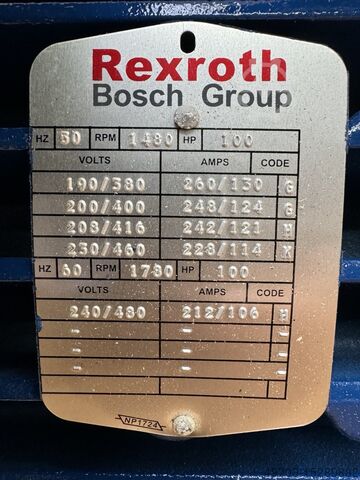 Rexroth
Bosch Group
HZ 50 RPM 1480 HP 100
VOLTS AMPS CODE
190/380 260/130 G
200/400 248/124 G
208/416 242/121 H
230/460 228/114 K
HZ 60 RPM 1780 HP 100
VOLTS AMPS CODE
240/480 212/106 H
- -
- -
- -
NP1724